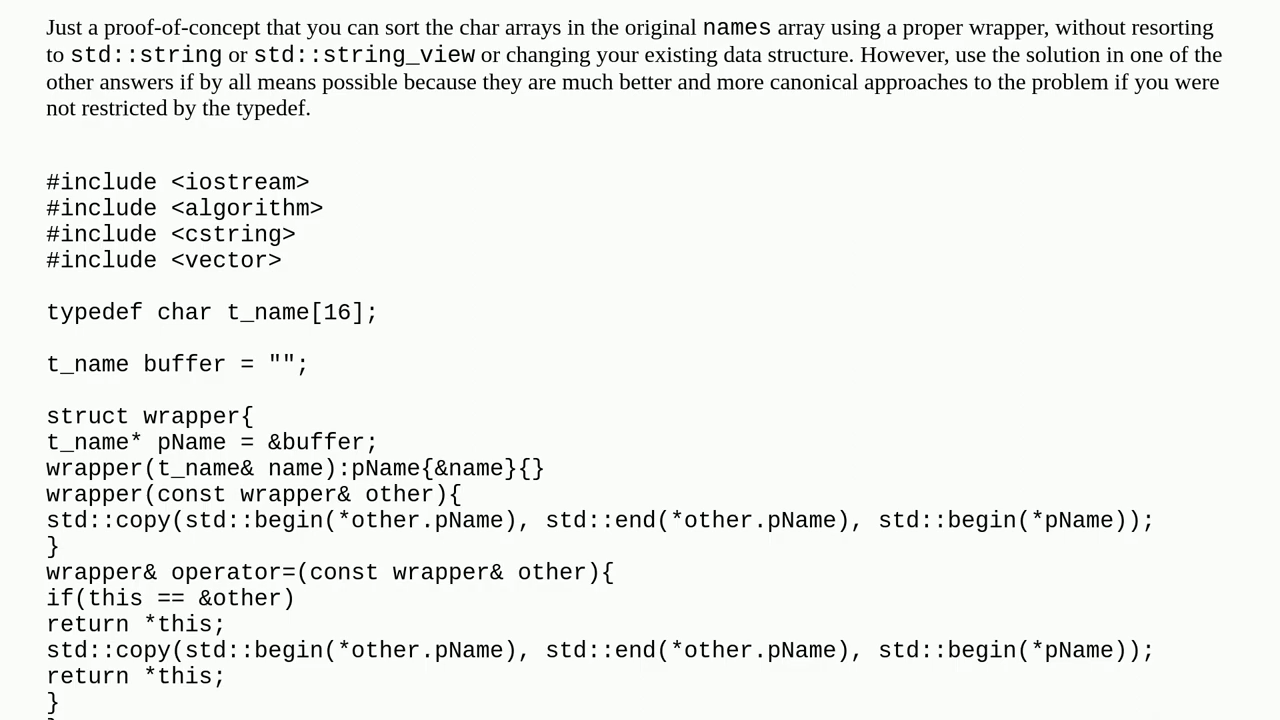 Just a proof-of-concept that you can sort the char arrays in the original names array using a proper wrapper, without resorting
to std::string or std::string_view or changing your existing data structure. However, use the solution in one of the
other answers if by all means possible because they are much better and more canonical approaches to the problem if you were
not restricted by the typedef.
#include <iostream>
#include <algorithm>
#include <cstring>
#include <vector>
typedef char t_name[16];
t_name buffer = "";
struct wrapper{
t_name* pName = &buffer;
wrapper(t_name& name):pName{&name}{}
wrapper(const wrapper& other){
std::copy(std::begin(*other.pName), std::end(*other.pName), std::begin(*pName));
}
wrapper& operator=(const wrapper& other){
if(this == &other)
return *this;
std::copy(std::begin(*other.pName), std::end(*other.pName), std::begin(*pName));
return *this;
}